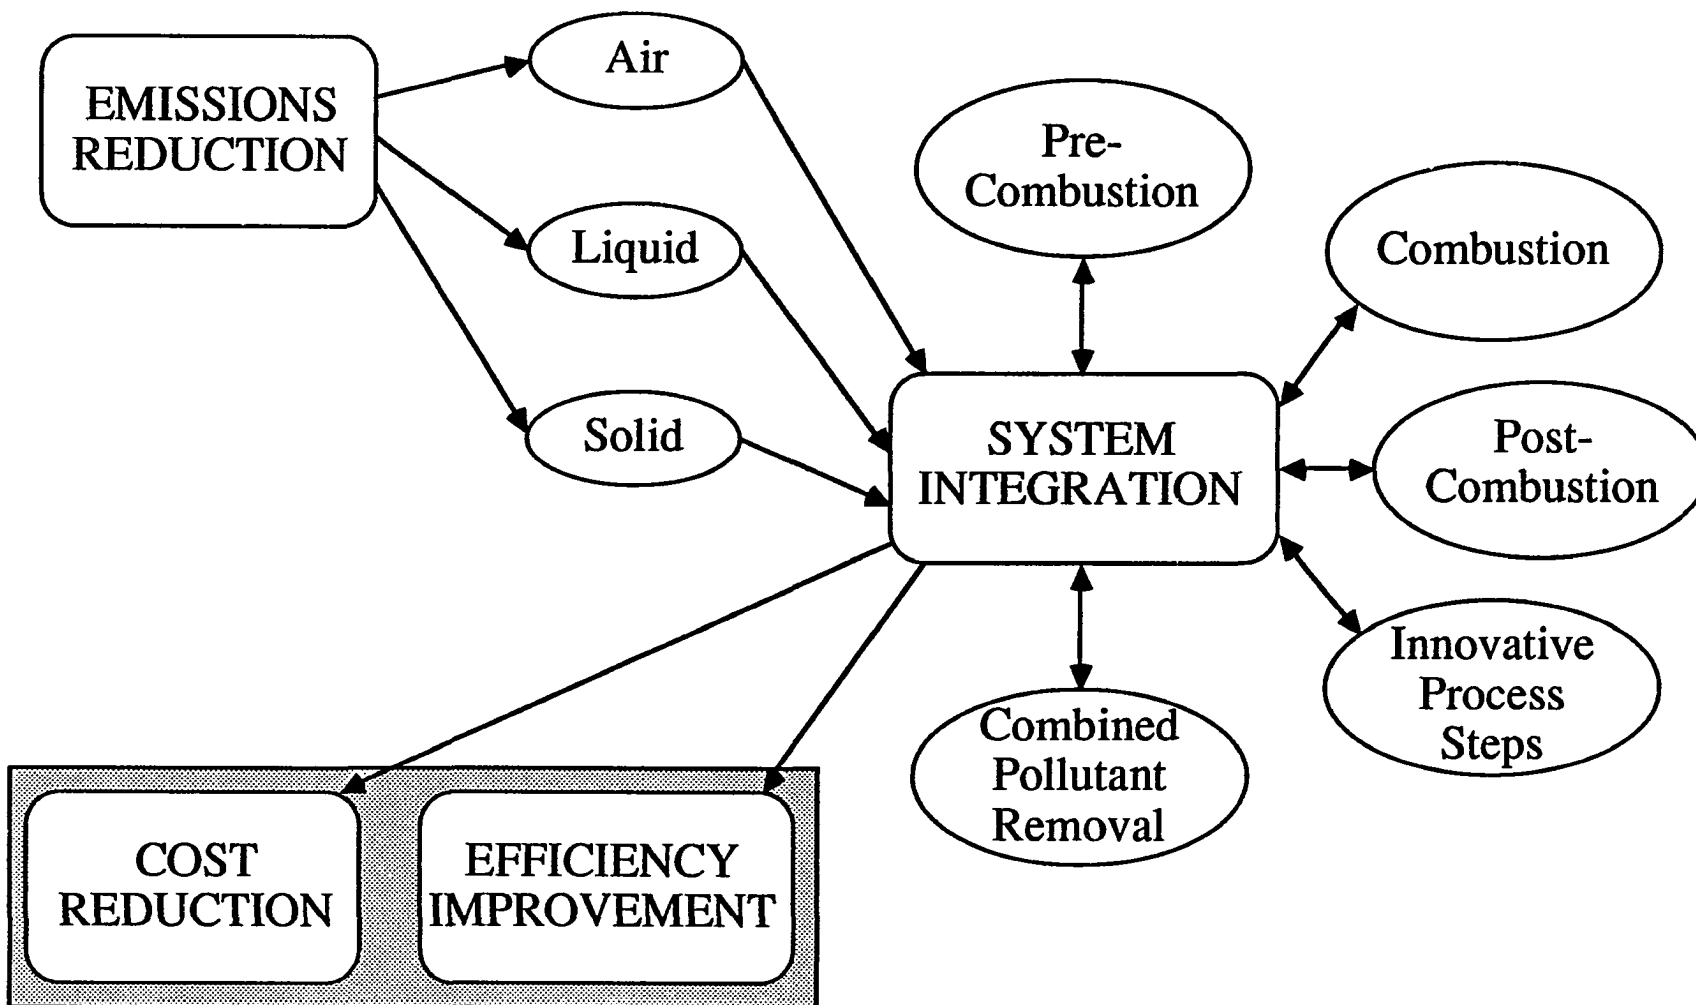 EMISSIONS
REDUCTION
Air
Liquid
Solid
Pre-
Combustion
Combustion
SYSTEM
INTEGRATION
Post-
Combustion
Innovative
Process
Steps
Combined
Pollutant
Removal
COST
REDUCTION
EFFICIENCY
IMPROVEMENT